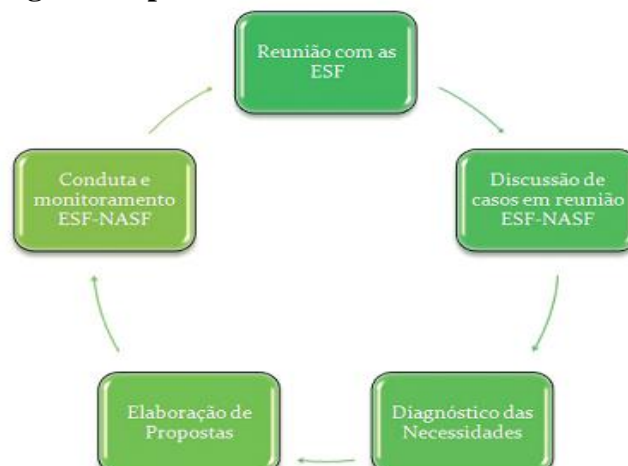 Reunião com as
ESF
Discussão de
casos em reunião
ESF-NASF
Diagnóstico das
Necessidades
Elaboração de
Propostas
Conduta e
monitoramento
ESF-NASF